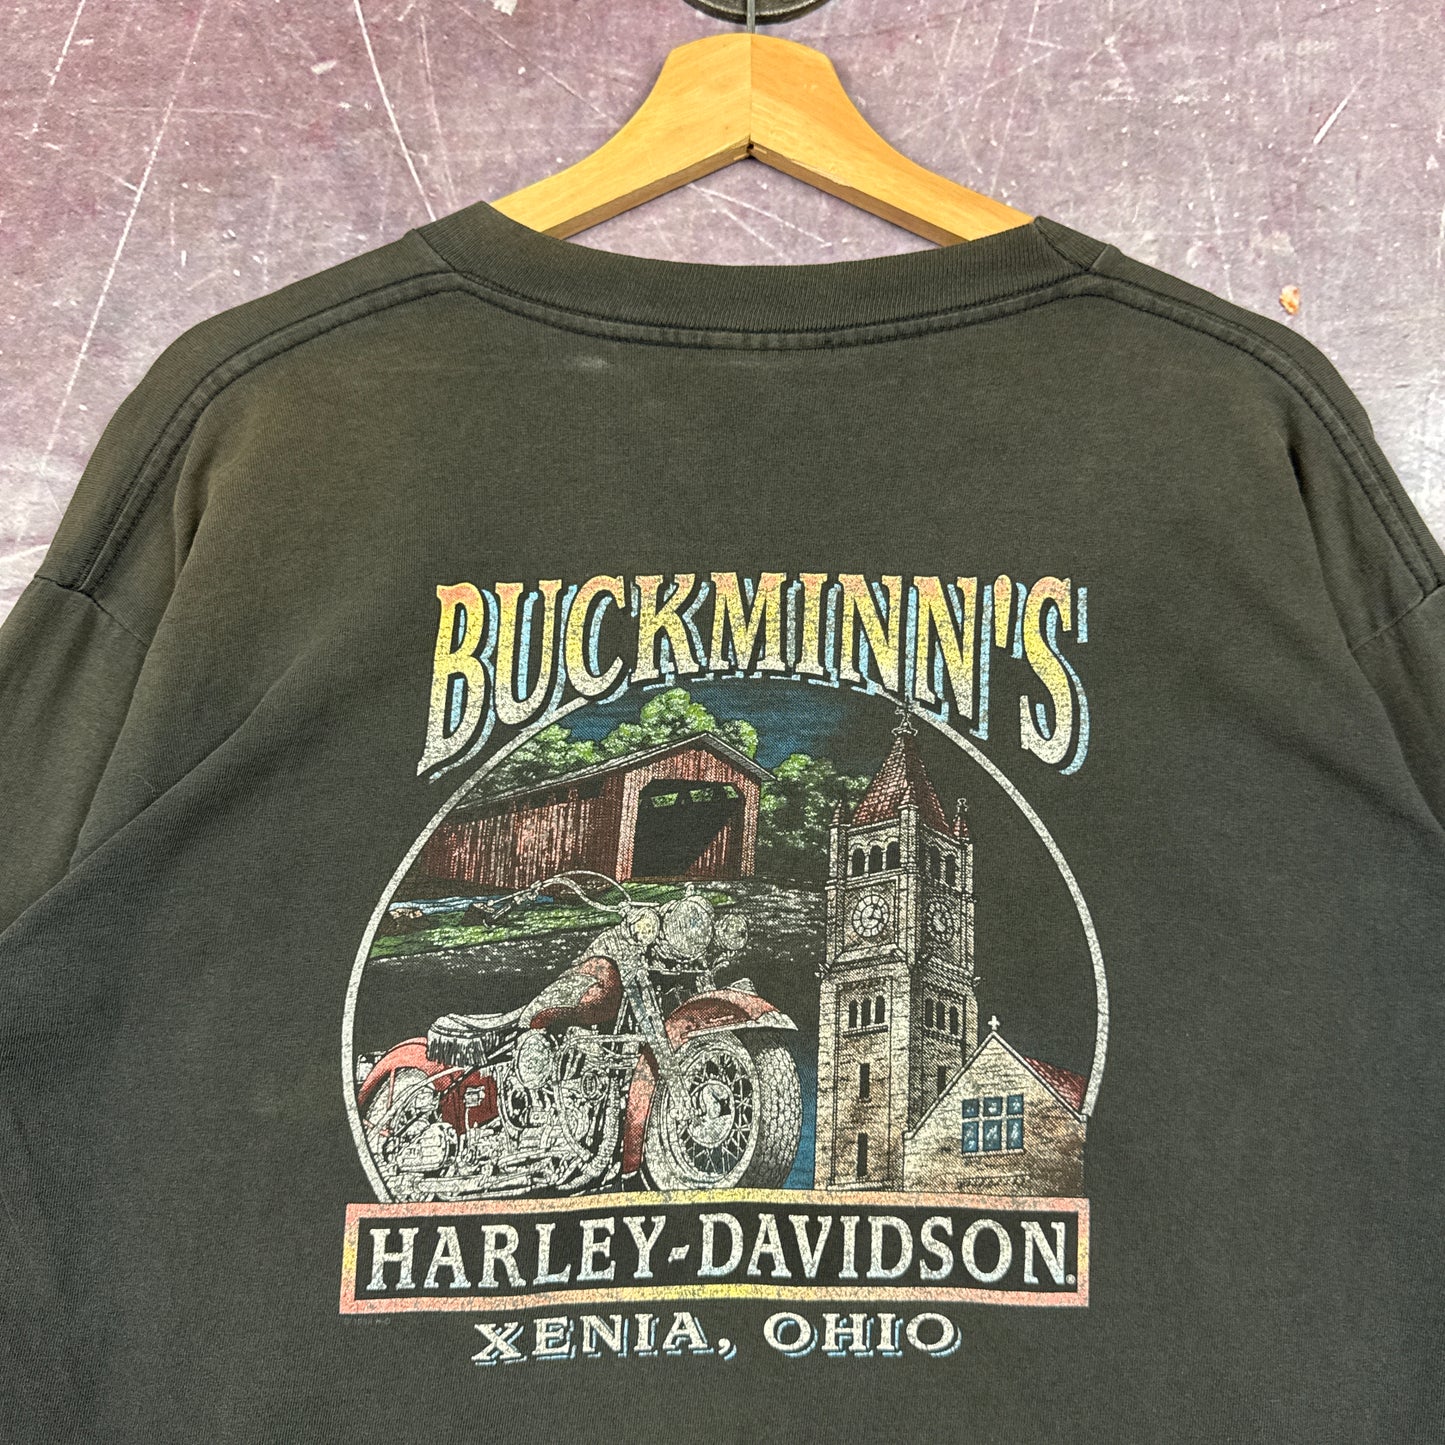 BUCKMINN'S
HARLEY-DAVIDSON®
XENIA, OHIO